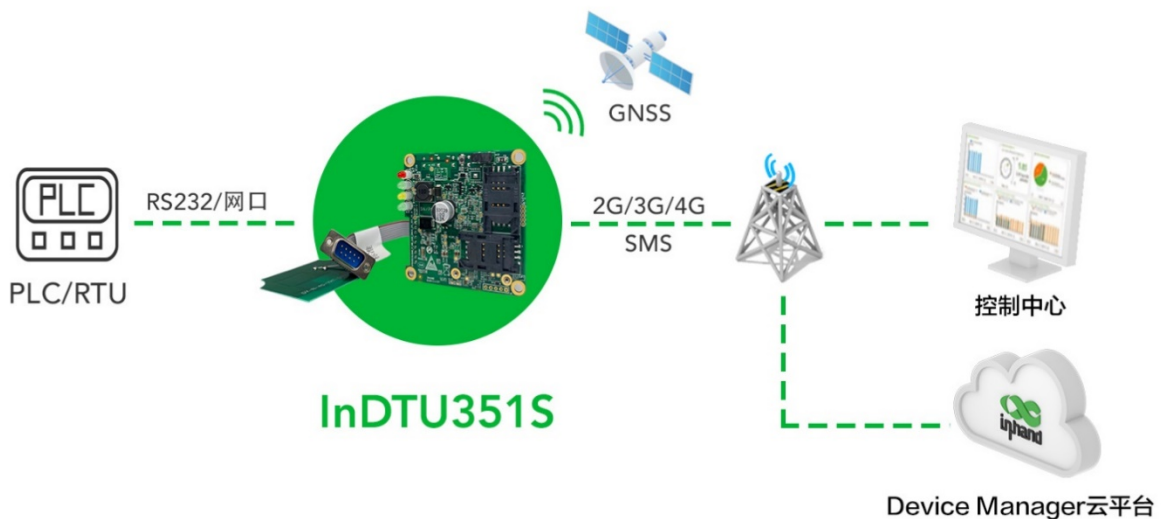 GNSS
PLC
RS232/网口
2G/3G/4G
SMS
PLC/RTU
控制中心
InDTU351S
inhand
Device Manager云平台